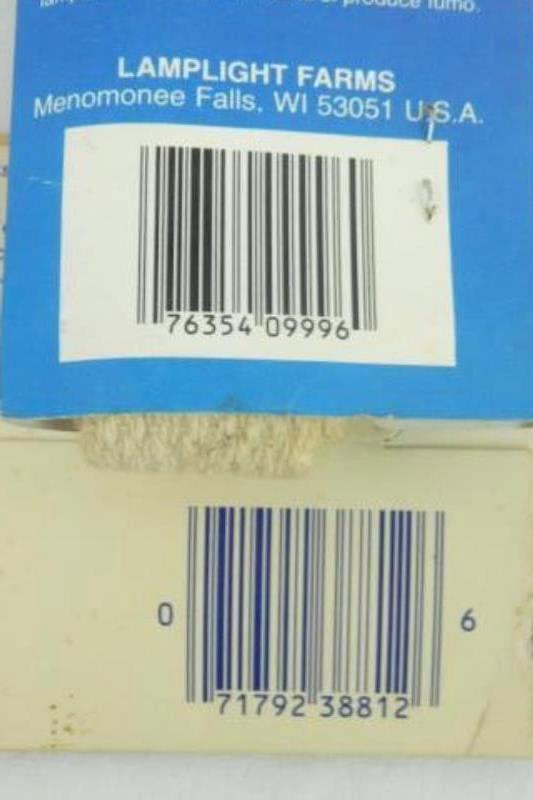 produce fumo.
LAMPLIGHT FARMS
Menomonee Falls, WI 53051 U.S.A.
76354 09996
0 71792 38812 6